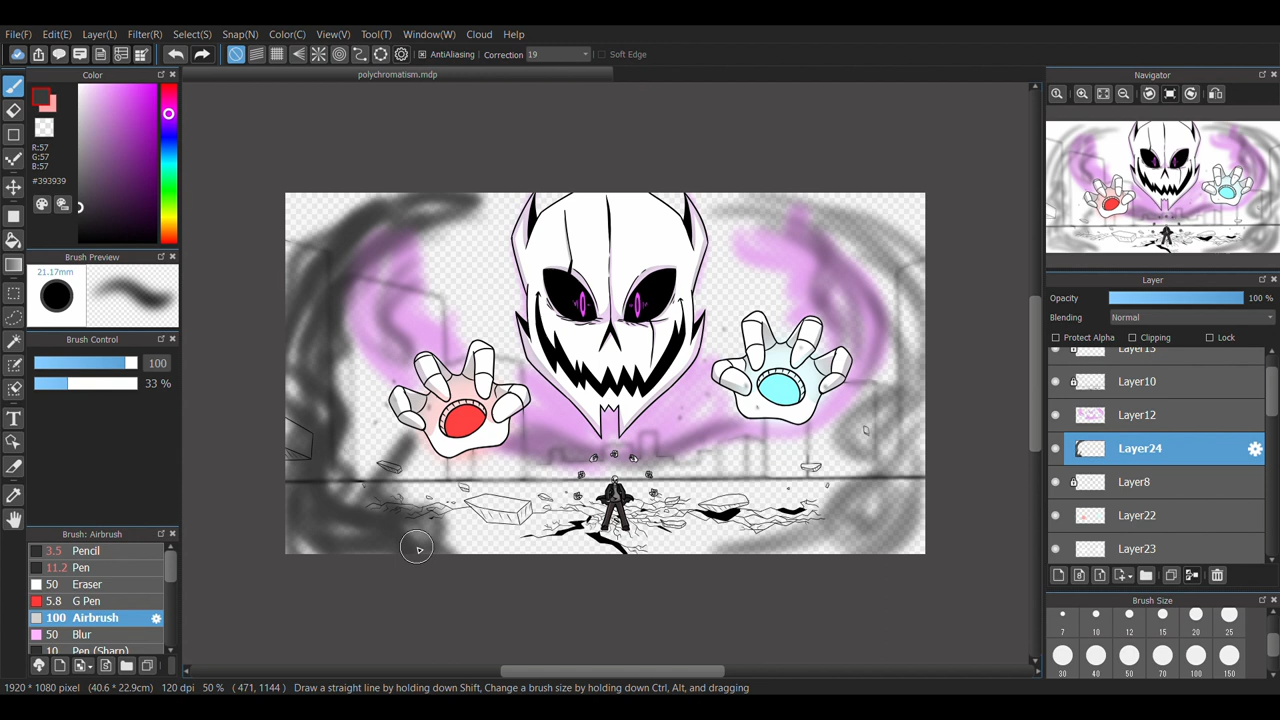 File(F) Edit(E) Layer(L) Filter(R) Select(S) Snap(N) Color(C) View(V) Tool(T) Window(W) Cloud Help
AntiAliasing Correction 19 Soft Edge
Color
polychromatism.mdp
Navigator
R:57
G:57
B:57
#393939
Brush Preview
21.17mm
Brush Control
100
33 %
Brush: Airbrush
3.5 Pencil
11.2 Pen
50 Eraser
5.8 G Pen
100 Airbrush
50 Blur
10 Pen (Sharp)
Layer
Opacity 100 %
Blending Normal
Protect Alpha Clipping Lock
Layer10
Layer12
Layer24
Layer8
Layer22
Layer23
Brush Size
7 10 12 15 20 25
30 40 50 70 100 150
1920 * 1080 pixel (40.6 * 22.9cm) 120 dpi 50 % ( 471, 1144 ) Draw a straight line by holding down Shift, Change a brush size by holding down Ctrl, Alt, and dragging